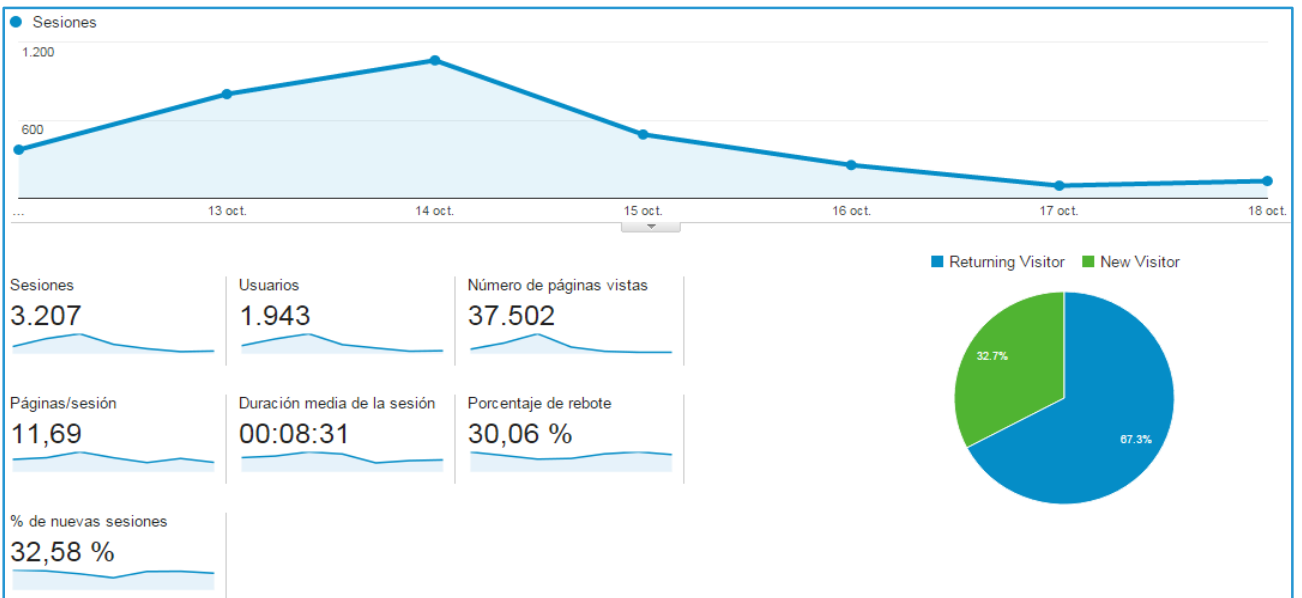 Sesiones
1.200
600
... 13 oct. 14 oct. 15 oct. 16 oct. 17 oct. 18 oct.
Returning Visitor New Visitor
Sesiones Usuarios Número de páginas vistas
3.207 1.943 37.502
32.7%
67.3%
Páginas/sesión Duración media de la sesión Porcentaje de rebote
11,69 00:08:31 30,06 %
% de nuevas sesiones
32,58 %